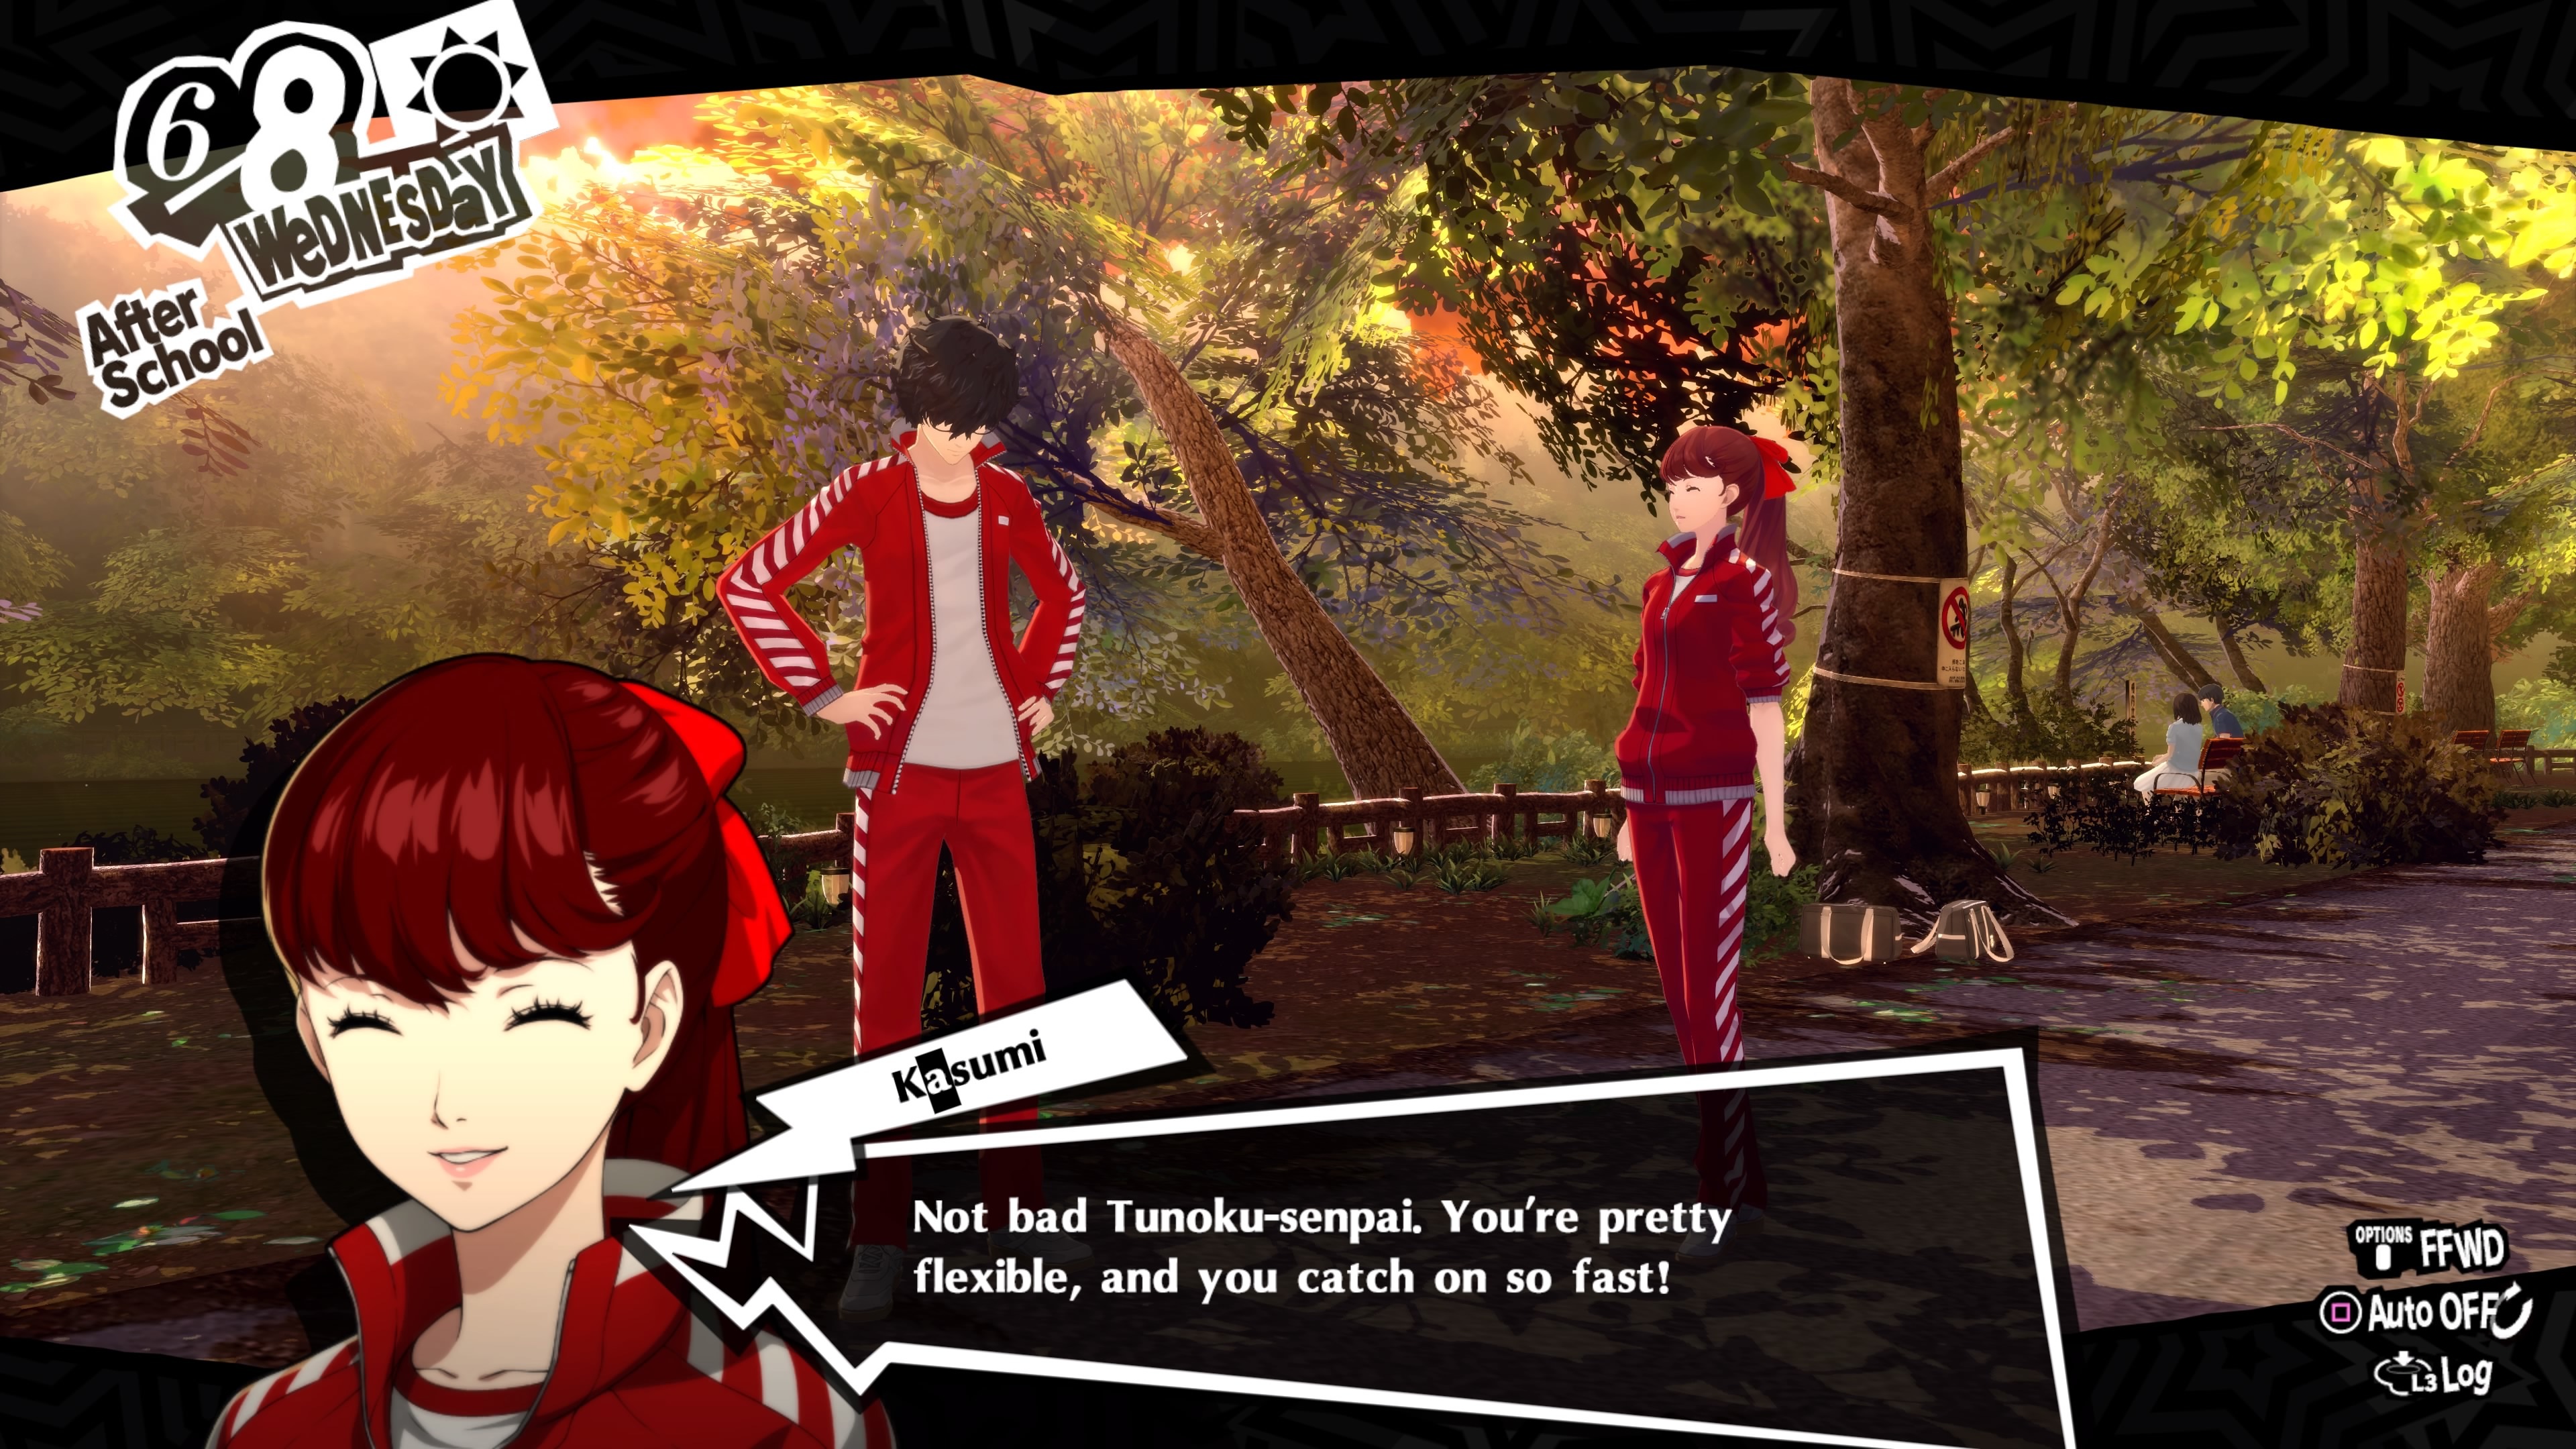 6/8
WeDNESDaY
After
School
Kasumi
Not bad Tunoku-senpai. You're pretty
flexible, and you catch on so fast!
OPTIONS FFWD
Auto OFF
L3 Log